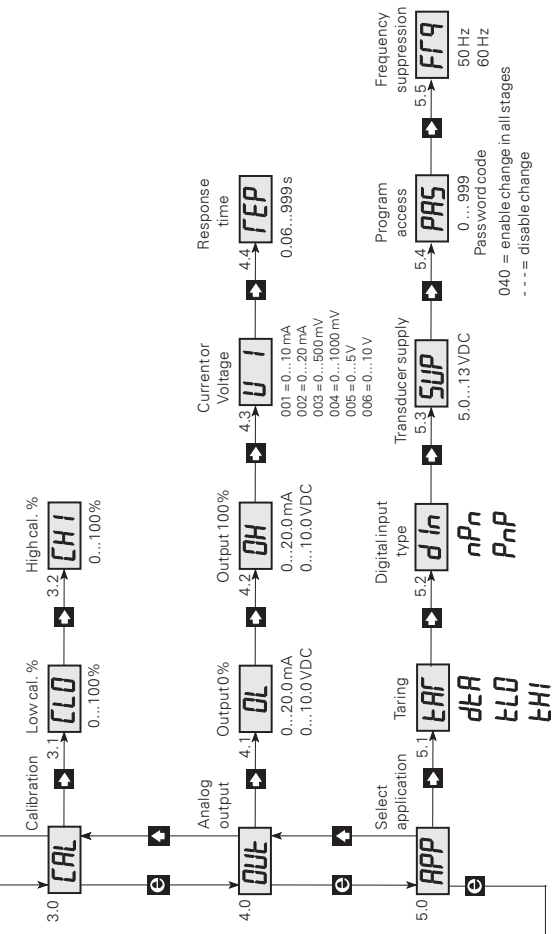 3.0
CAL
Calibration
3.1
CLO
Low cal. %
0...100%
3.2
CHI
High cal. %
0...100%
4.0
OUt
Analog
output
e
4.1
OL
Output 0%
0...20.0 mA
0...10.0 VDC
4.2
OH
Output 100%
0...20.0 mA
0...10.0 VDC
4.3
U I
Current or
Voltage
001 = 0...10 mA
002 = 0...20 mA
003 = 0...500 mV
004 = 0...1000 mV
005 = 0...5 V
006 = 0...10 V
4.4
rEP
Response
time
0.06...999 s
5.0
APP
Select
application
e
e
5.1
tAr
Taring
dtA
tLO
tHI
5.2
d In
Digital input
type
nPn
PnP
5.3
SUP
Transducer supply
5.0...13 VDC
5.4
PAS
Program
access
0 ... 999
Password code
040 = enable change in all stages
- - - = disable change
5.5
Frq
Frequency
suppression
50 Hz
60 Hz